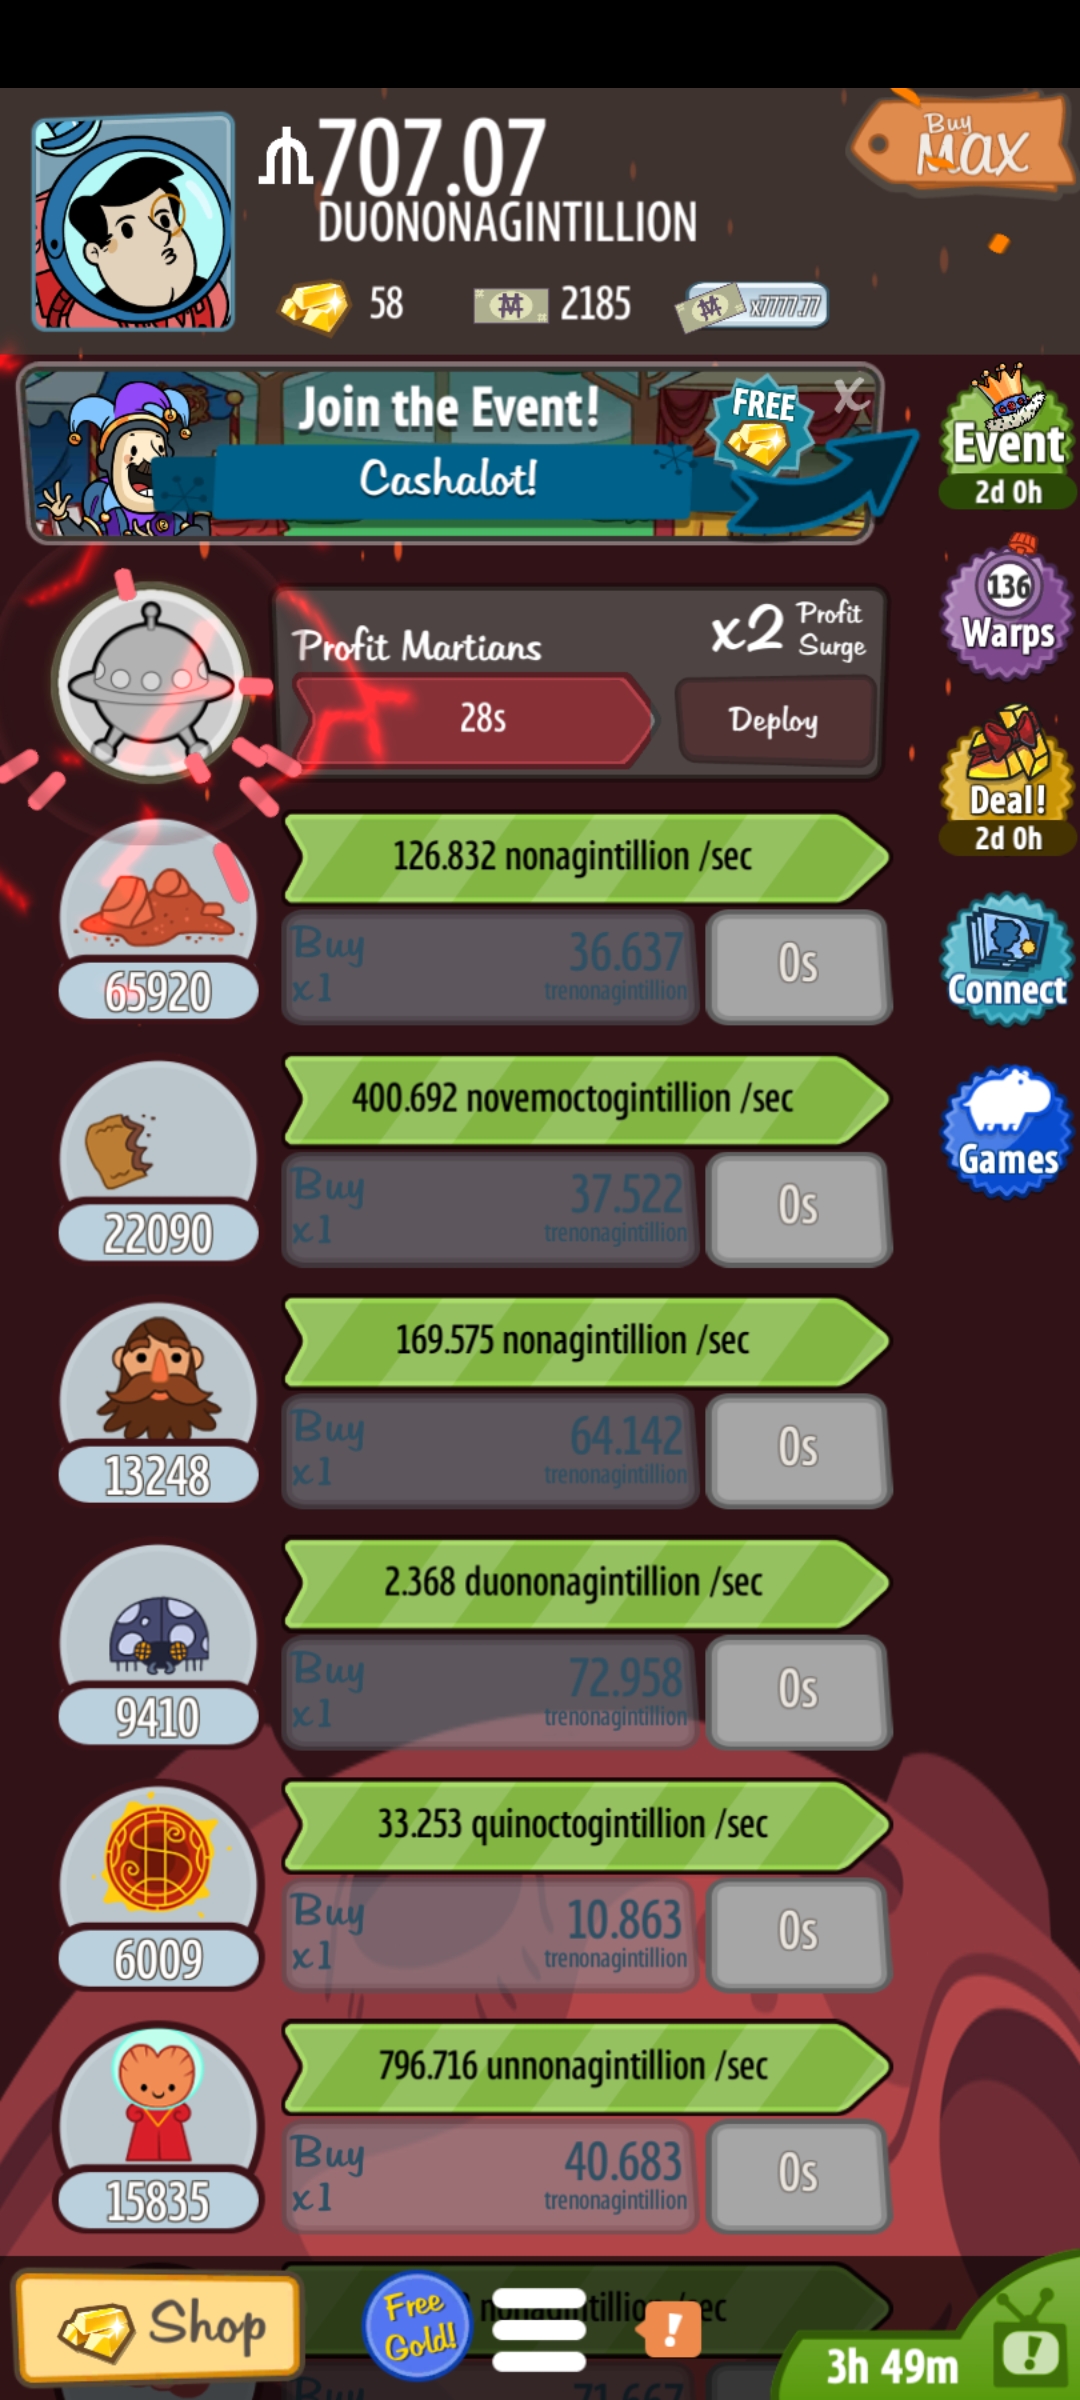 707.07
DUONONAGINTILLION
Buy
Max
58
2185
x7777.77
Join the Event!
Cashalot!
FREE
X
Event
2d 0h
136
Warps
Deal!
2d 0h
Connect
Games
Profit Martians
x2 Profit Surge
28s
Deploy
126.832 nonagintillion /sec
65920
Buy
x1
36.637
trenonagintillion
0s
400.692 novemoctogintillion /sec
22090
Buy
x1
37.522
trenonagintillion
0s
169.575 nonagintillion /sec
13248
Buy
x1
64.142
trenonagintillion
0s
2.368 duononagintillion /sec
9410
Buy
x1
72.958
trenonagintillion
0s
33.253 quinoctogintillion /sec
6009
Buy
x1
10.863
trenonagintillion
0s
796.716 unnonagintillion /sec
15835
Buy
x1
40.683
trenonagintillion
0s
Shop
Free
Gold!
!
3h 49m
!